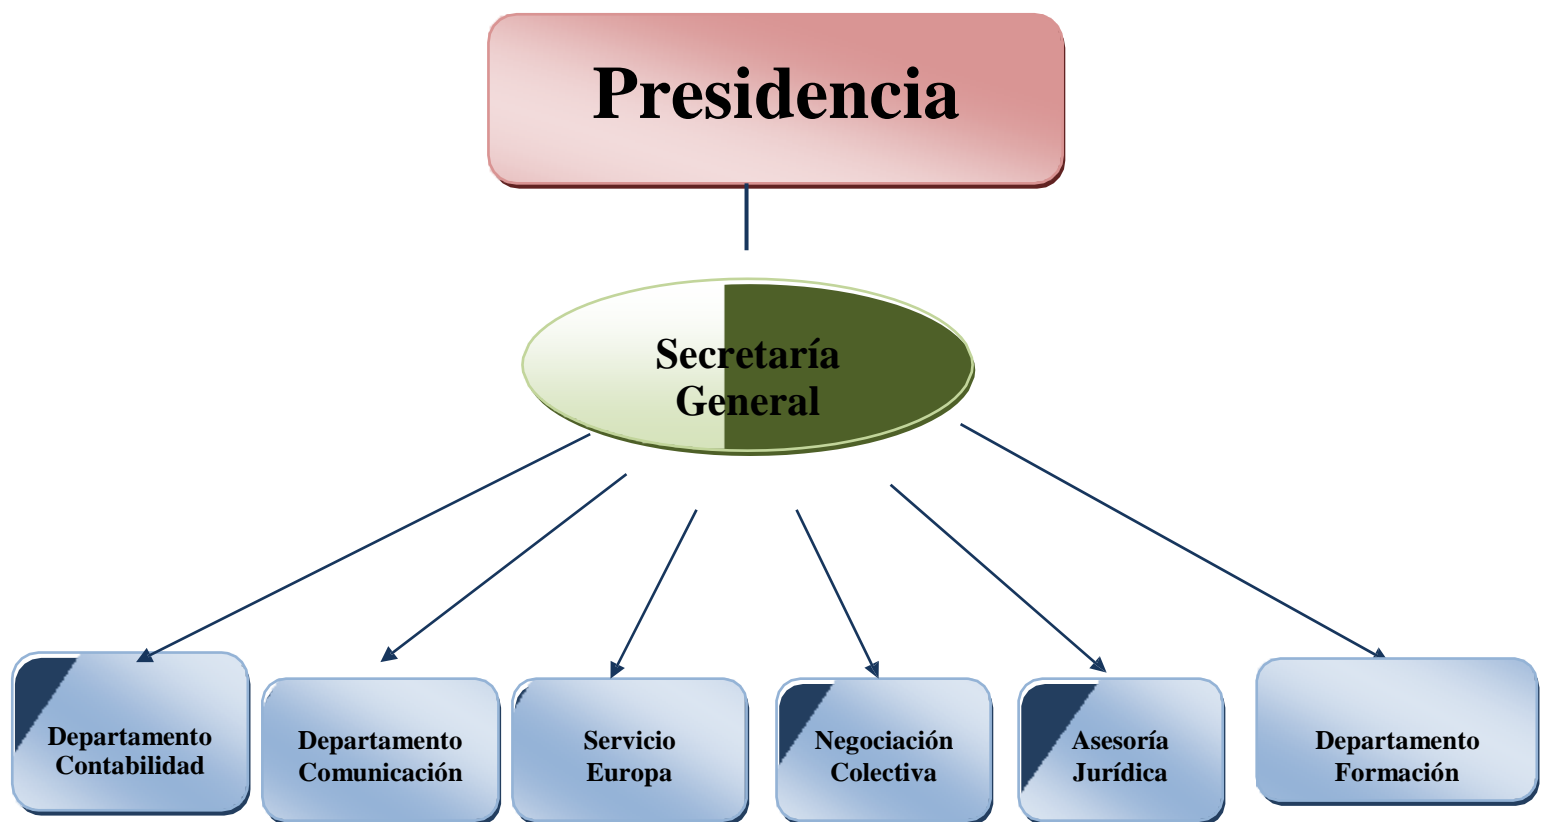 Presidencia
Secretaría
General
Departamento
Contabilidad
Departamento
Comunicación
Servicio
Europa
Negociación
Colectiva
Asesoría
Jurídica
Departamento
Formación